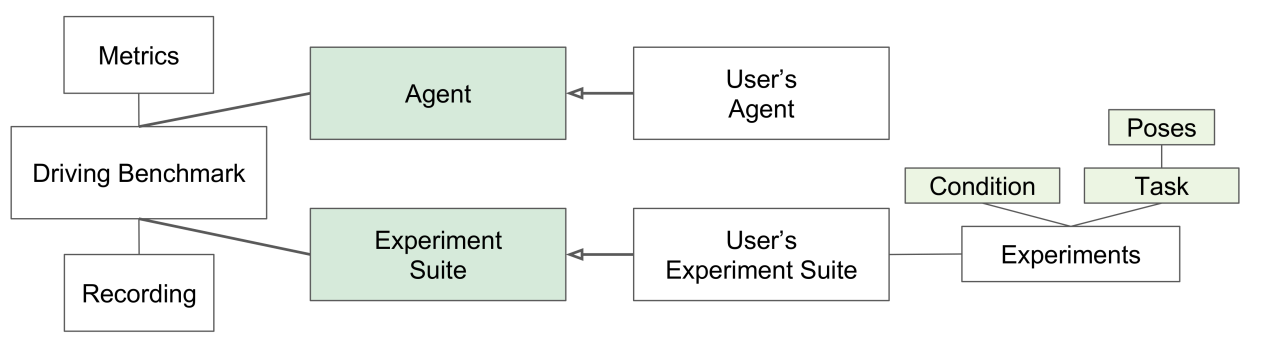 Metrics
Agent
User's
Agent
Poses
Driving Benchmark
Condition
Task
Experiment
Suite
User's
Experiment Suite
Experiments
Recording